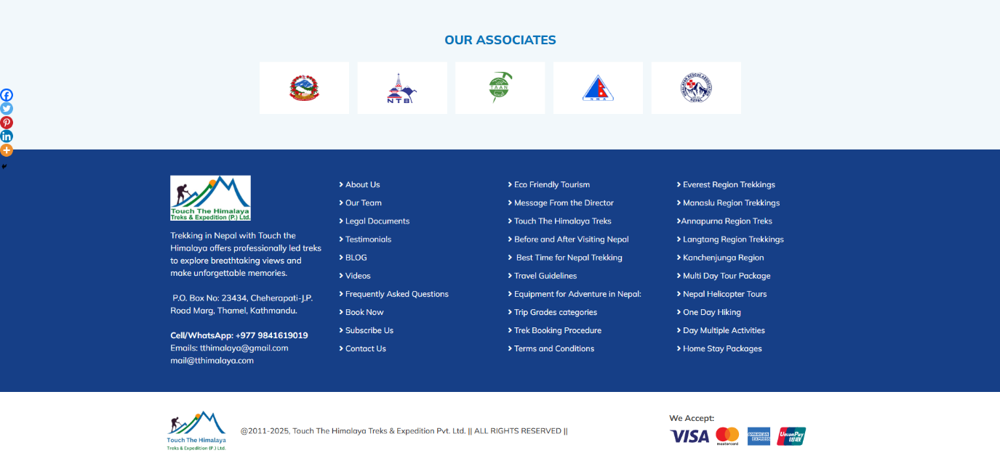 OUR ASSOCIATES
NTB
TAAN
NMA
HIMALAYAN RESCUE ASSOCIATION
NEPAL
Touch The Himalaya
Treks & Expedition (P.) Ltd.
Trekking in Nepal with Touch the
Himalaya offers professionally led treks
to explore breathtaking views and
make unforgettable memories.
P.O. Box No: 23434, Cheherapati-J.P.
Road Marg, Thamel, Kathmandu.
Cell/WhatsApp: +977 9841619019
Emails: tthimalaya@gmail.com
mail@tthimalaya.com
About Us
Our Team
Legal Documents
Testimonials
BLOG
Videos
Frequently Asked Questions
Book Now
Subscribe Us
Contact Us
Eco Friendly Tourism
Message From the Director
Touch The Himalaya Treks
Before and After Visiting Nepal
Best Time for Nepal Trekking
Travel Guidelines
Equipment for Adventure in Nepal:
Trip Grades categories
Trek Booking Procedure
Terms and Conditions
Everest Region Trekkings
Manaslu Region Trekkings
Annapurna Region Treks
Langtang Region Trekkings
Kanchenjunga Region
Multi Day Tour Package
Nepal Helicopter Tours
One Day Hiking
Day Multiple Activities
Home Stay Packages
Touch The Himalaya
Treks & Expedition (P.) Ltd.
@2011-2025, Touch The Himalaya Treks & Expedition Pvt. Ltd. || ALL RIGHTS RESERVED ||
We Accept:
VISA
mastercard
AMERICAN
EXPRESS
UnionPay
银联